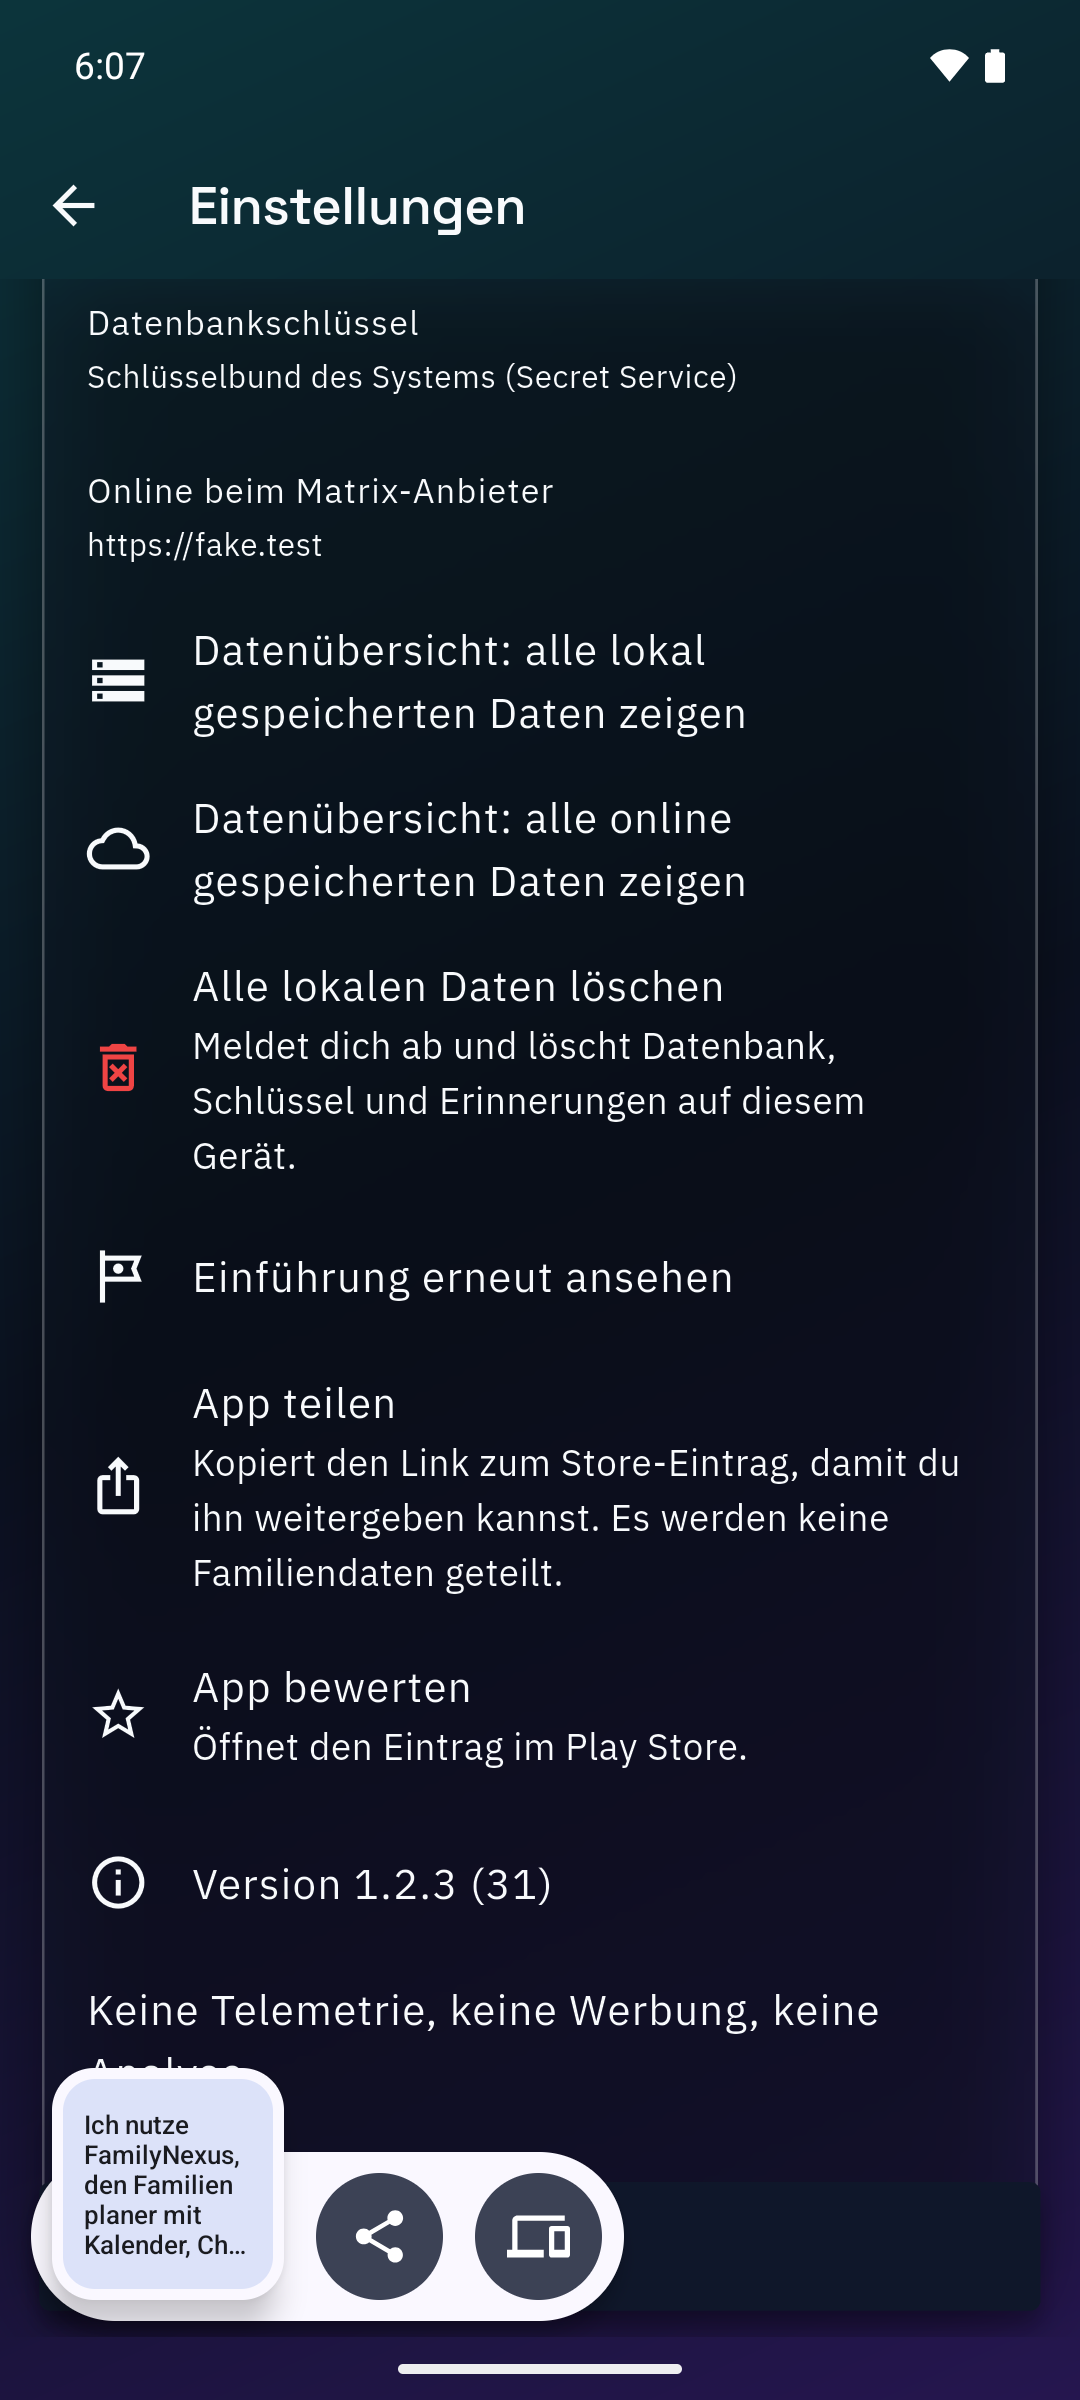 6:07
Einstellungen
Datenbankschlüssel
Schlüsselbund des Systems (Secret Service)
Online beim Matrix-Anbieter
https://fake.test
Datenübersicht: alle lokal
gespeicherten Daten zeigen
Datenübersicht: alle online
gespeicherten Daten zeigen
Alle lokalen Daten löschen
Meldet dich ab und löscht Datenbank,
Schlüssel und Erinnerungen auf diesem
Gerät.
Einführung erneut ansehen
App teilen
Kopiert den Link zum Store-Eintrag, damit du
ihn weitergeben kannst. Es werden keine
Familiendaten geteilt.
App bewerten
Öffnet den Eintrag im Play Store.
Version 1.2.3 (31)
Keine Telemetrie, keine Werbung, keine
Ich nutze
FamilyNexus,
den Familien
planer mit
Kalender, Ch…